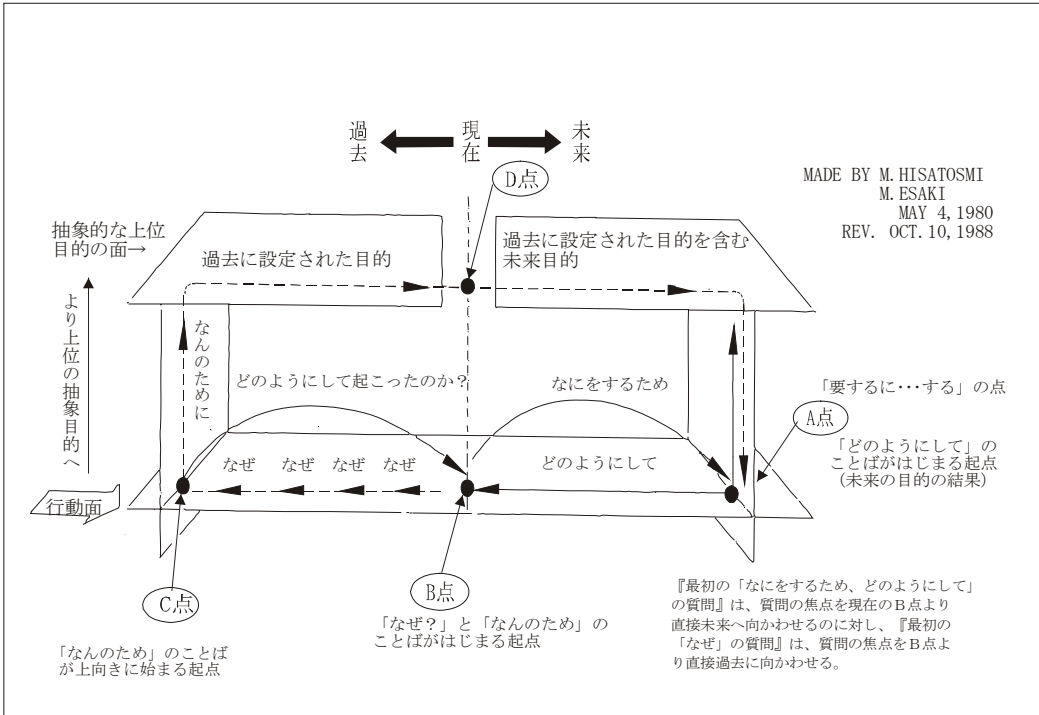 過去
現在
未来
D点
MADE BY M.HISATOSMI
M.ESAKI
MAY 4,1980
REV. OCT.10,1988
抽象的な上位
目的の面→
過去に設定された目的
過去に設定された目的を含む
未来目的
より上位の抽象目的へ
なんのために
どのようにして起こったのか?
なにをするため
「要するに・・・する」の点
A点
「どのようにして」の
ことばがはじまる起点
(未来の目的の結果)
なぜ なぜ なぜ なぜ
どのようにして
行動面
C点
「なんのため」のことば
が上向きに始まる起点
B点
「なぜ?」と「なんのため」の
ことばがはじまる起点
『最初の「なにをするため、どのようにして」
の質問』は、質問の焦点を現在のB点より
直接未来へ向かわせるのに対し、『最初の
「なぜ」の質問』は、質問の焦点をB点よ
り直接過去に向かわせる。